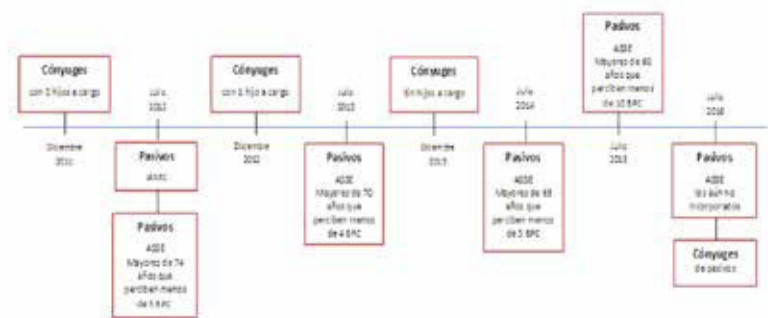 Cónyuges
con 2 hijos a cargo
Diciembre
2011
Julio
2012
Pasivos
Pasivos
ASSE
Mayores de 74
años que
perciben menos
de 3 BPC
Cónyuges
con 1 hijo a cargo
Diciembre
2012
Julio
2013
Pasivos
ASSE
Mayores de 70
años que
perciben menos
de 4 BPC
Cónyuges
Sin hijos a cargo
Diciembre
2013
Julio
2014
Pasivos
ASSE
Mayores de
años que
perciben menos
de 5 BPC
Pasivos
ASSE
Mayores de 60
años que
perciben menos
de 10 BPC
Julio
2015
Julio
2016
Pasivos
ASSE
los aún no
incorporados
Cónyuges
de pasivos